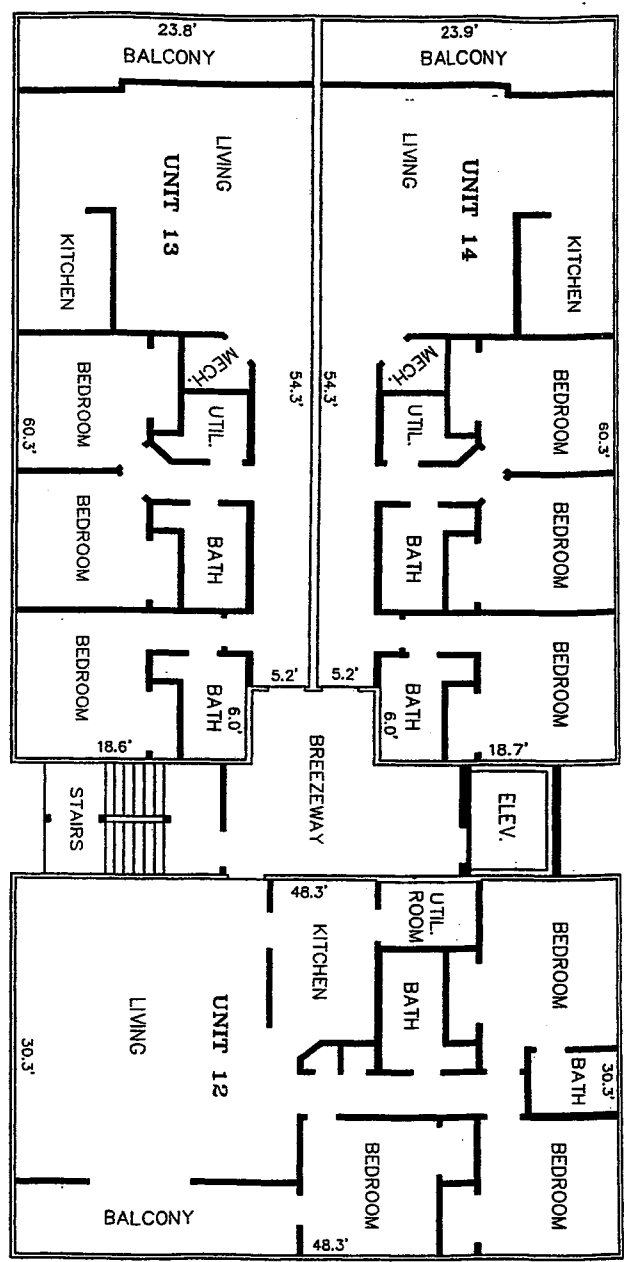 23.8'
BALCONY
23.9'
BALCONY
LIVING
UNIT 13
KITCHEN
LIVING
UNIT 14
KITCHEN
MECH.
UTIL.
BEDROOM
60.3'
54.3'
54.3'
MECH.
UTIL.
BEDROOM
60.3'
BEDROOM
BATH
BATH
BEDROOM
BEDROOM
BATH
6.0'
5.2'
5.2'
BATH
6.0'
BEDROOM
18.6'
18.7'
STAIRS
BREEZEWAY
ELEV.
48.3'
KITCHEN
UTIL.
ROOM
BEDROOM
LIVING
UNIT 12
BATH
BATH
30.3'
30.3'
BEDROOM
BEDROOM
BALCONY
48.3'